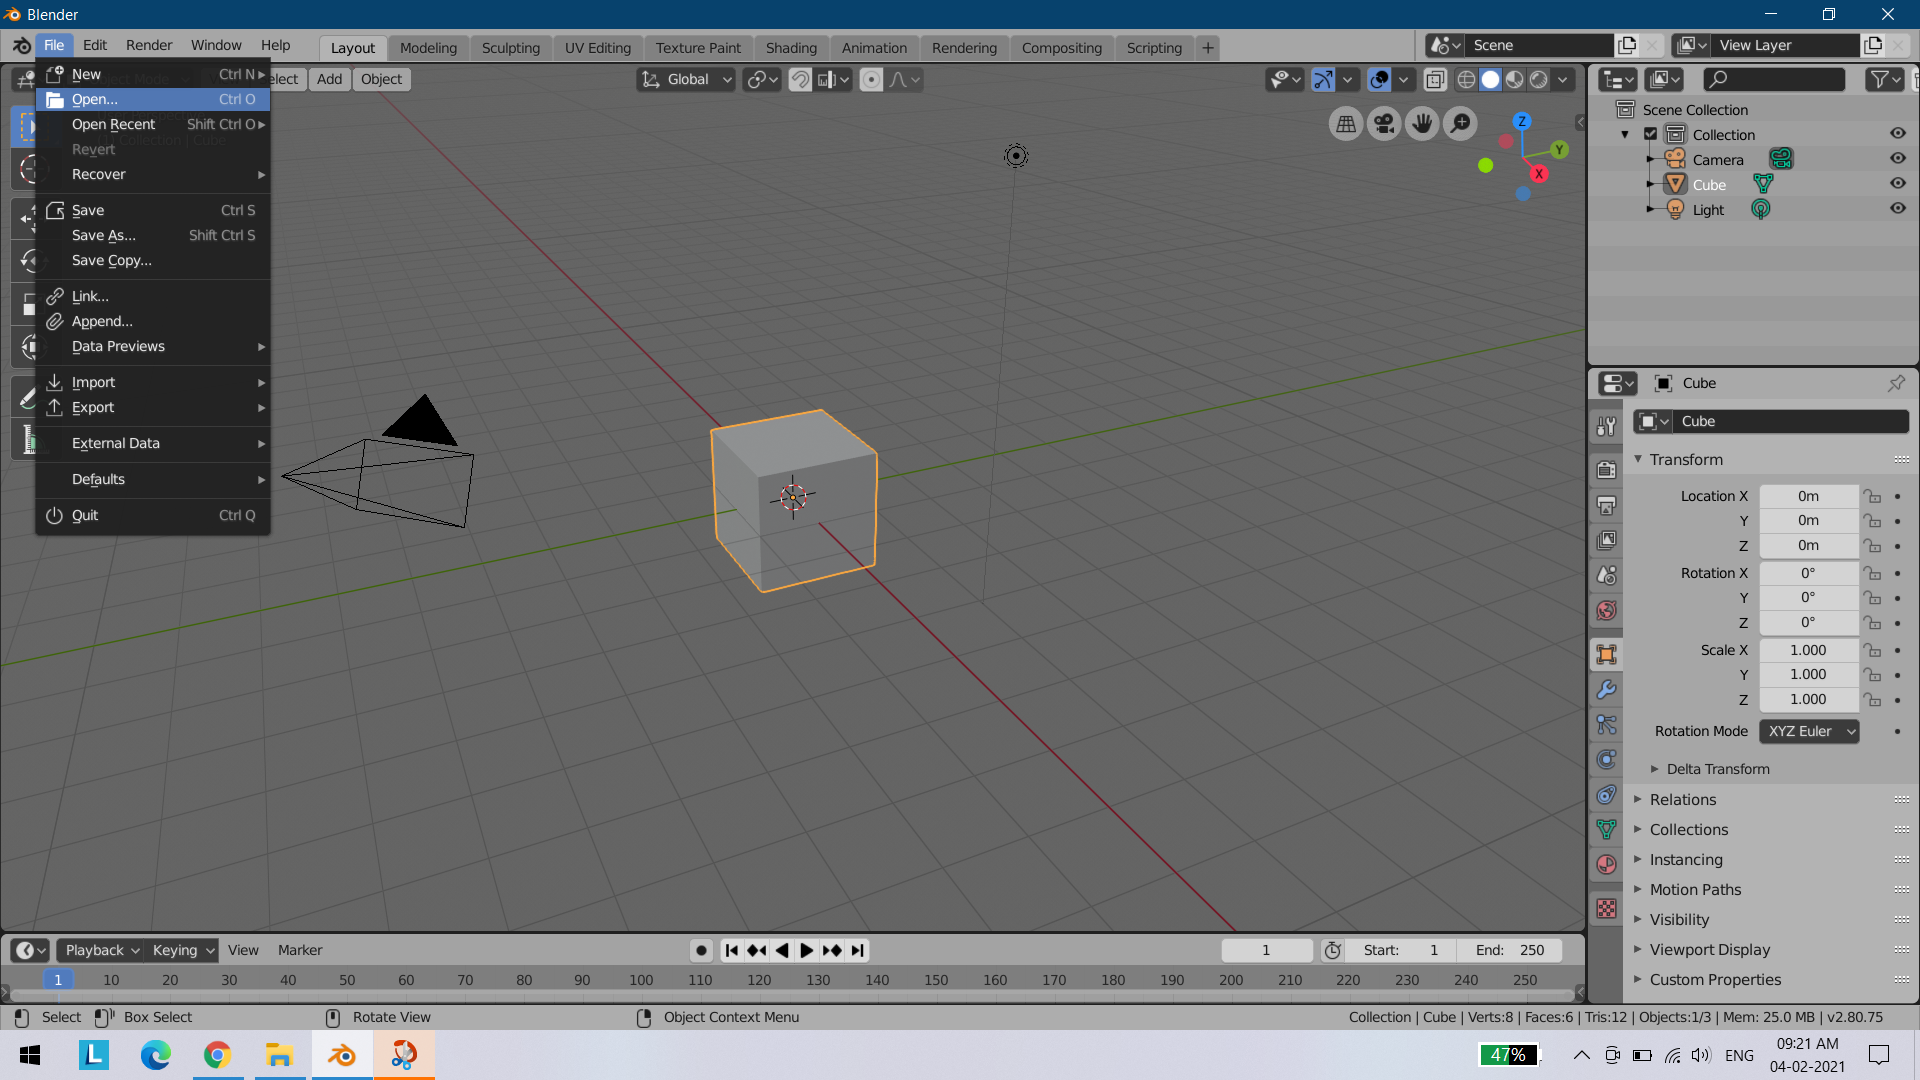 Blender
File Edit Render Window Help Layout Modeling Sculpting UV Editing Texture Paint Shading Animation Rendering Compositing Scripting + Scene View Layer
New Ctrl N
Select Add Object Global
Open... Ctrl O
Open Recent Shift Ctrl O
Revert
Recover
Save Ctrl S
Save As... Shift Ctrl S
Save Copy...
Link...
Append...
Data Previews
Import
Export
External Data
Defaults
Quit Ctrl Q
Z
Y
X
Scene Collection
Collection
Camera
Cube
Light
Cube
Cube
Transform
Location X 0m
Y 0m
Z 0m
Rotation X 0°
Y 0°
Z 0°
Scale X 1.000
Y 1.000
Z 1.000
Rotation Mode XYZ Euler
Delta Transform
Relations
Collections
Instancing
Motion Paths
Visibility
Viewport Display
Custom Properties
Playback Keying View Marker 1 Start: 1 End: 250
1 10 20 30 40 50 60 70 80 90 100 110 120 130 140 150 160 170 180 190 200 210 220 230 240 250
Select Box Select Rotate View Object Context Menu Collection | Cube | Verts:8 | Faces:6 | Tris:12 | Objects:1/3 | Mem: 25.0 MB | v2.80.75
L 47% ENG 09:21 AM
04-02-2021